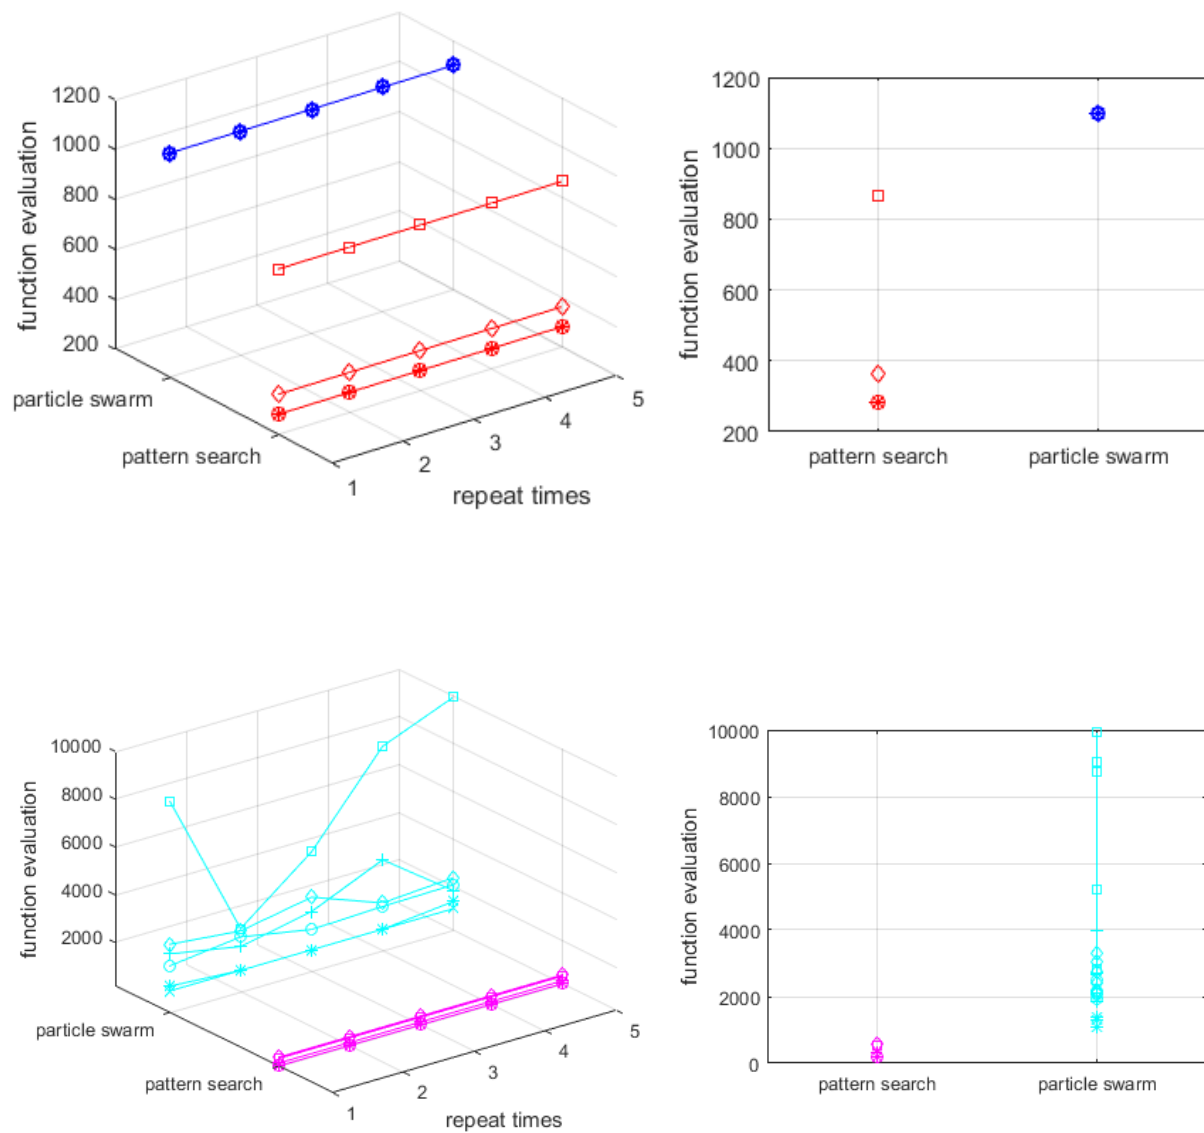 1200
1000
800
600
400
200
function evaluation
particle swarm
pattern search
1
2
3
4
5
repeat times
1200
1000
800
600
400
200
function evaluation
pattern search
particle swarm
10000
8000
6000
4000
2000
function evaluation
particle swarm
pattern search
1
2
3
4
5
repeat times
10000
8000
6000
4000
2000
0
function evaluation
pattern search
particle swarm